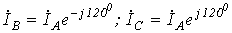 İ_B = İ_A e^{-j120^0}; İ_C = İ_A e^{j120^0}